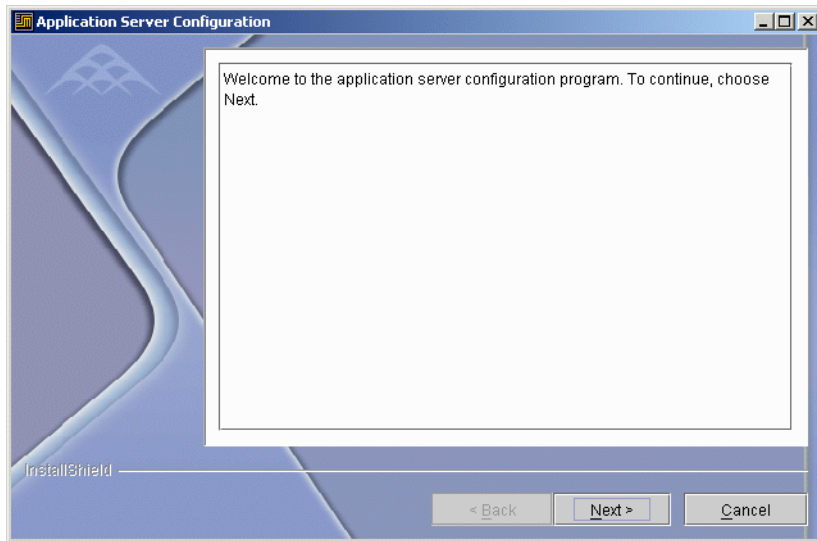 Application Server Configuration
Welcome to the application server configuration program. To continue, choose
Next.
InstallShield
< Back
Next >
Cancel